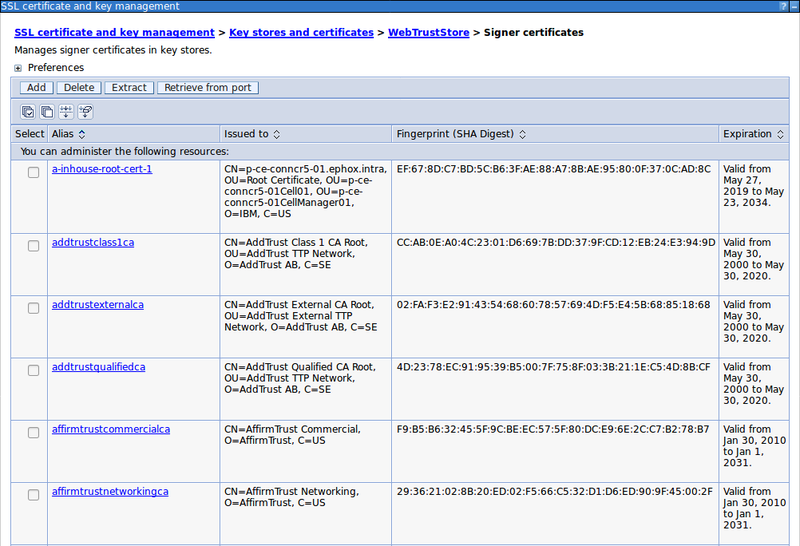 SSL certificate and key management ? –
SSL certificate and key management > Key stores and certificates > WebTrustStore > Signer certificates
Manages signer certificates in key stores.
Preferences
Add Delete Extract Retrieve from port
Select Alias Issued to Fingerprint (SHA Digest) Expiration
You can administer the following resources:
a-inhouse-root-cert-1
CN=p-ce-conncr5-01.ephox.intra,
OU=Root Certificate, OU=p-ce-
conncr5-01Cell01, OU=p-ce-
conncr5-01CellManager01,
O=IBM, C=US
EF:67:8D:C7:BD:5C:B6:3F:AE:88:A7:8B:AE:95:80:0F:37:0C:AD:8C
Valid from
May 27,
2019 to May
23, 2034.
addtrustclass1ca
CN=AddTrust Class 1 CA Root,
OU=AddTrust TTP Network,
O=AddTrust AB, C=SE
CC:AB:0E:A0:4C:23:01:D6:69:7B:DD:37:9F:CD:12:EB:24:E3:94:9D
Valid from
May 30,
2000 to May
30, 2020.
addtrustexternalca
CN=AddTrust External CA Root,
OU=AddTrust External TTP
Network, O=AddTrust AB, C=SE
02:FA:F3:E2:91:43:54:68:60:78:57:69:4D:F5:E4:5B:68:85:18:68
Valid from
May 30,
2000 to May
30, 2020.
addtrustqualifiedca
CN=AddTrust Qualified CA Root,
OU=AddTrust TTP Network,
O=AddTrust AB, C=SE
4D:23:78:EC:91:95:39:B5:00:7F:75:8F:03:3B:21:1E:C5:4D:8B:CF
Valid from
May 30,
2000 to May
30, 2020.
affirmtrustcommercialca
CN=AffirmTrust Commercial,
O=AffirmTrust, C=US
F9:B5:B6:32:45:5F:9C:BE:EC:57:5F:80:DC:E9:6E:2C:C7:B2:78:B7
Valid from
Jan 30, 2010
to Jan 1,
2031.
affirmtrustnetworkingca
CN=AffirmTrust Networking,
O=AffirmTrust, C=US
29:36:21:02:8B:20:ED:02:F5:66:C5:32:D1:D6:ED:90:9F:45:00:2F
Valid from
Jan 30, 2010
to Jan 1,
2031.